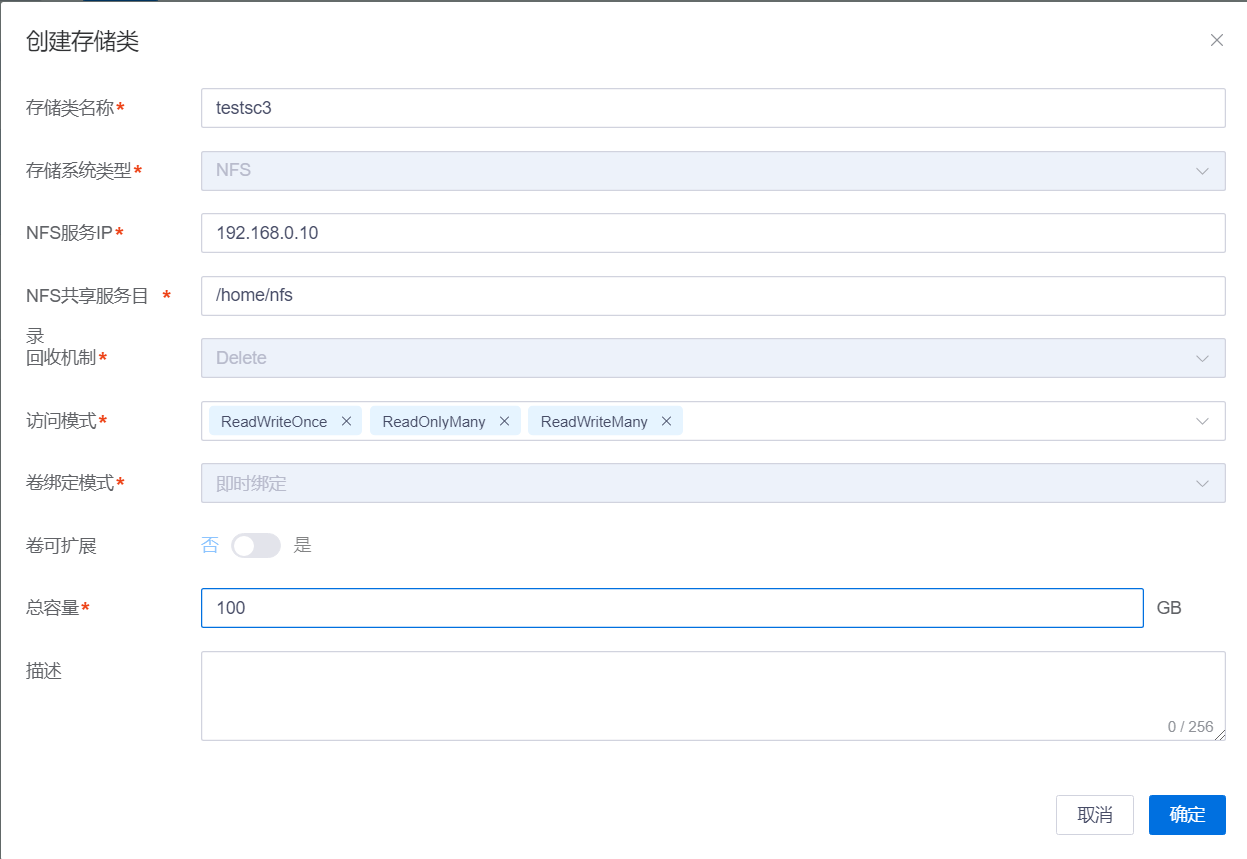 创建存储类
存储类名称* testsc3
存储系统类型* NFS
NFS服务IP* 192.168.0.10
NFS共享服务目 * /home/nfs
录
回收机制* Delete
访问模式* ReadWriteOnce × ReadOnlyMany × ReadWriteMany ×
卷绑定模式* 即时绑定
卷可扩展 否 是
总容量* 100 GB
描述
0 / 256
取消 确定